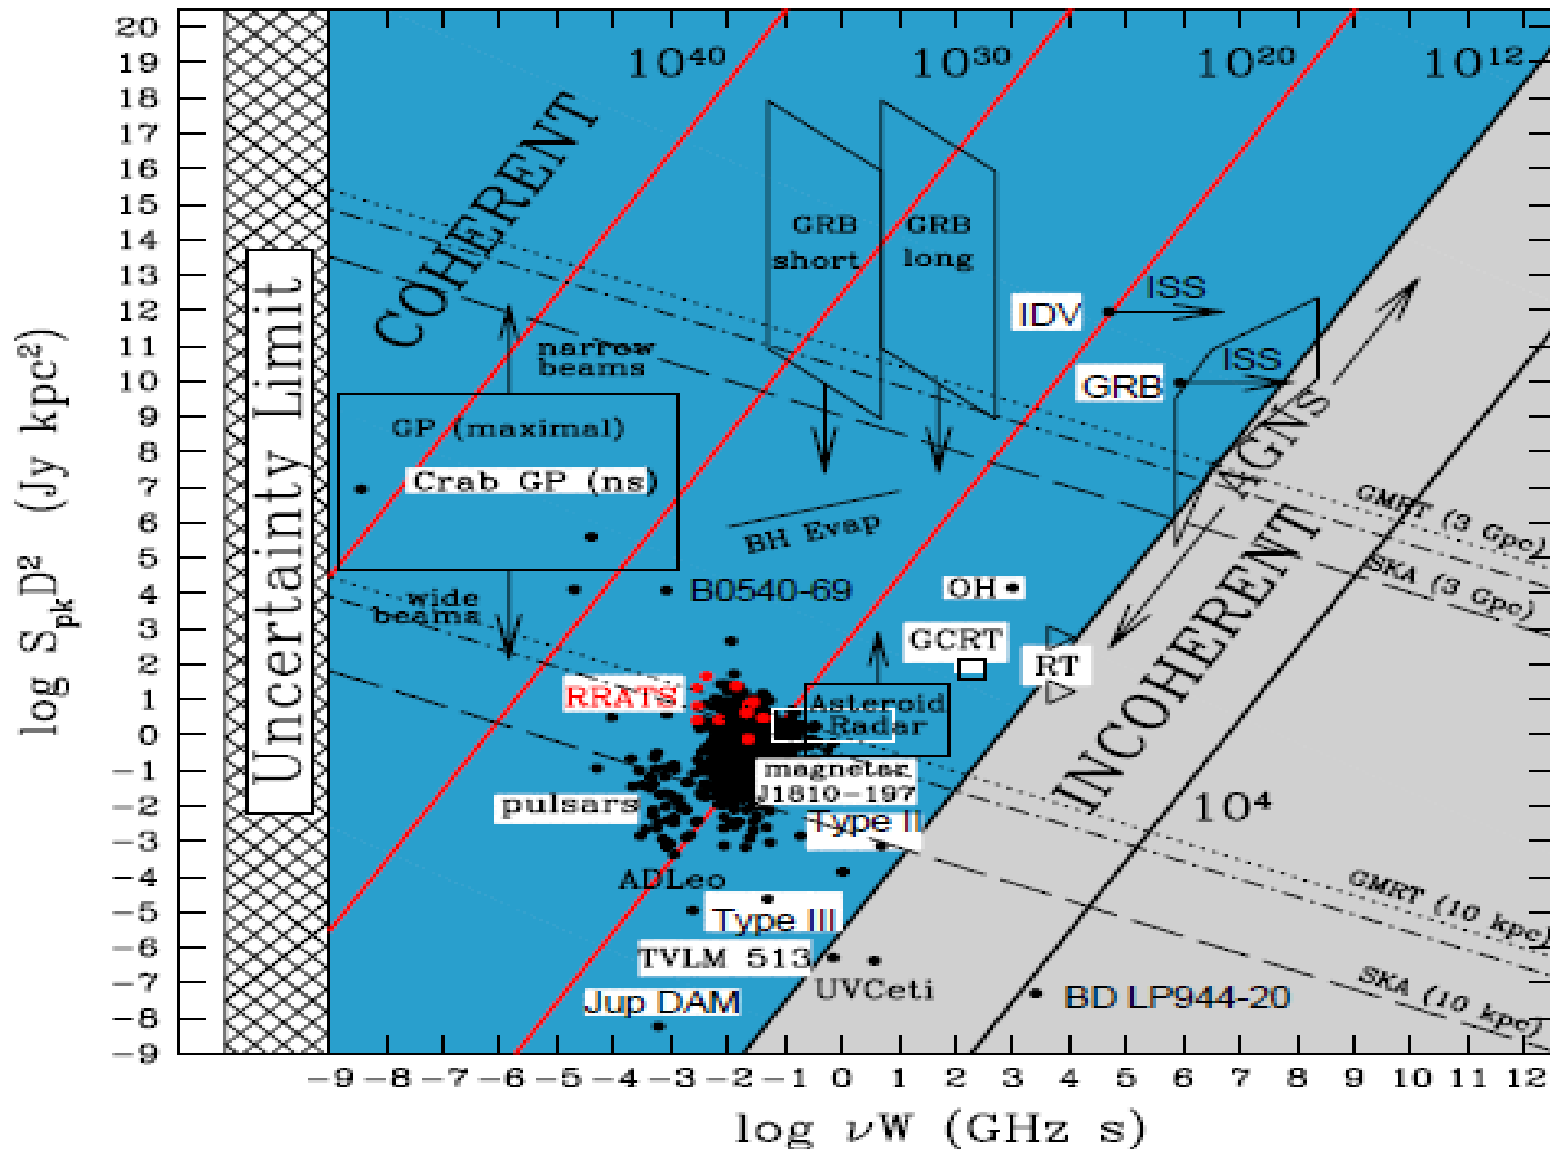 20
19
18
17
16
15
14
13
12
11
10
9
8
7
6
5
4
3
2
1
0
−1
−2
−3
−4
−5
−6
−7
−8
−9
log S_pk D² (Jy kpc²)
Uncertainty Limit
10⁴⁰
10³⁰
10²⁰
10¹²
COHERENT
GRB short
GRB long
IDV
ISS
GRB
ISS
narrow beams
GP (maximal)
Crab GP (ns)
BH Evap
AGNs
GMRT (3 Gpc)
SKA (3 Gpc)
INCOHERENT
wide beams
B0540-69
OH
GCRT
RT
RRATS
Asteroid Radar
magnetar
J1810-197
pulsars
Type II
10⁴
ADLeo
Type III
GMRT (10 kpc)
TVLM 513
UVCeti
SKA (10 kpc)
Jup DAM
BD LP944-20
−9 −8 −7 −6 −5 −4 −3 −2 −1 0 1 2 3 4 5 6 7 8 9 10 11 12
log νW (GHz s)